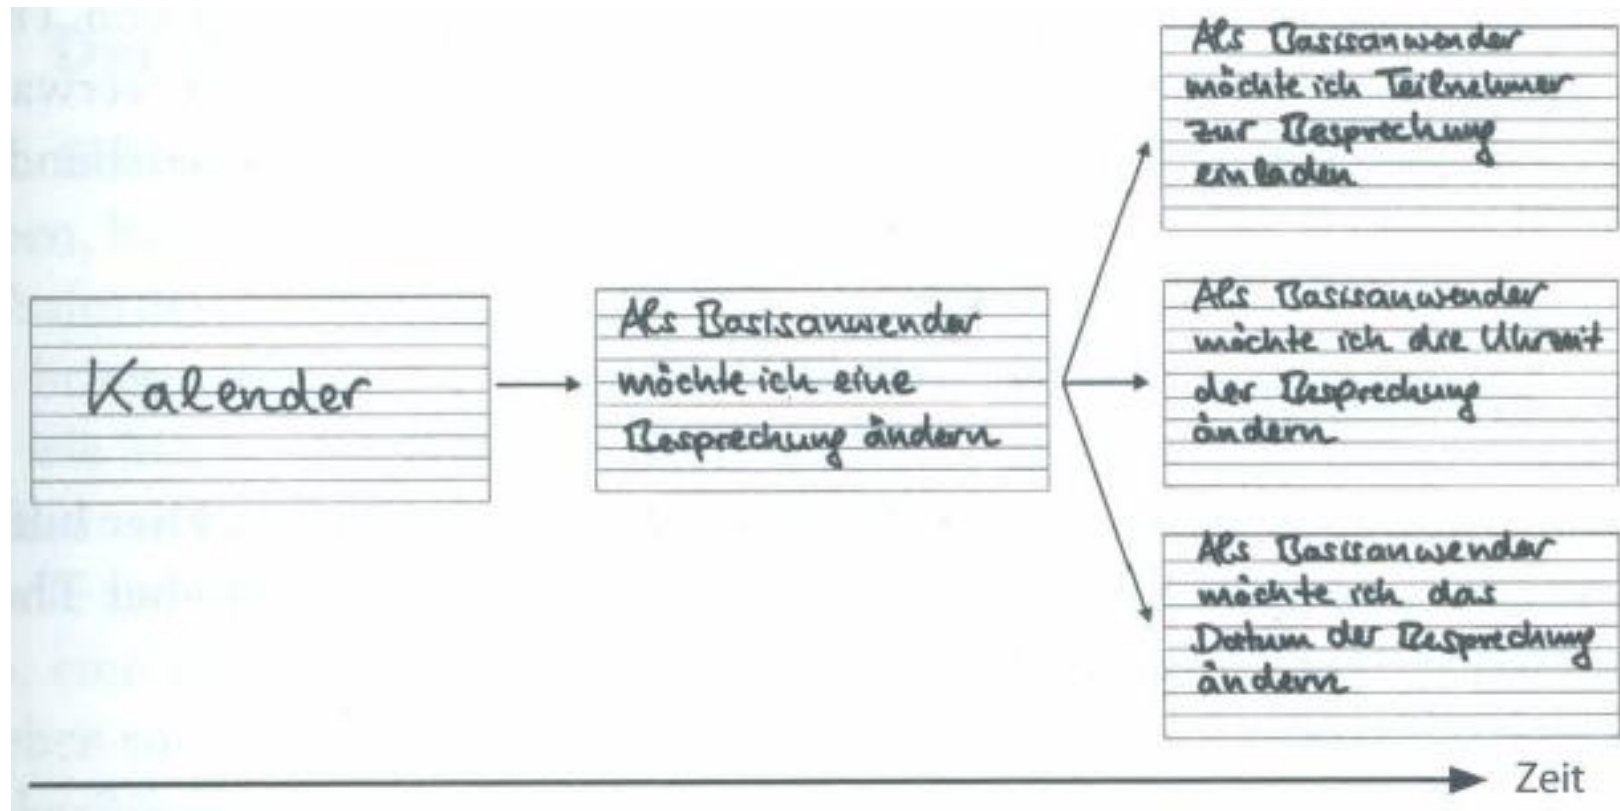 Kalender
Als Basisanwender
möchte ich eine
Besprechung ändern
Als Basisanwender
möchte ich Teilnehmer
zur Besprechung
einladen
Als Basisanwender
möchte ich die Uhrzeit
der Besprechung
ändern
Als Basisanwender
möchte ich das
Datum der Besprechung
ändern
Zeit